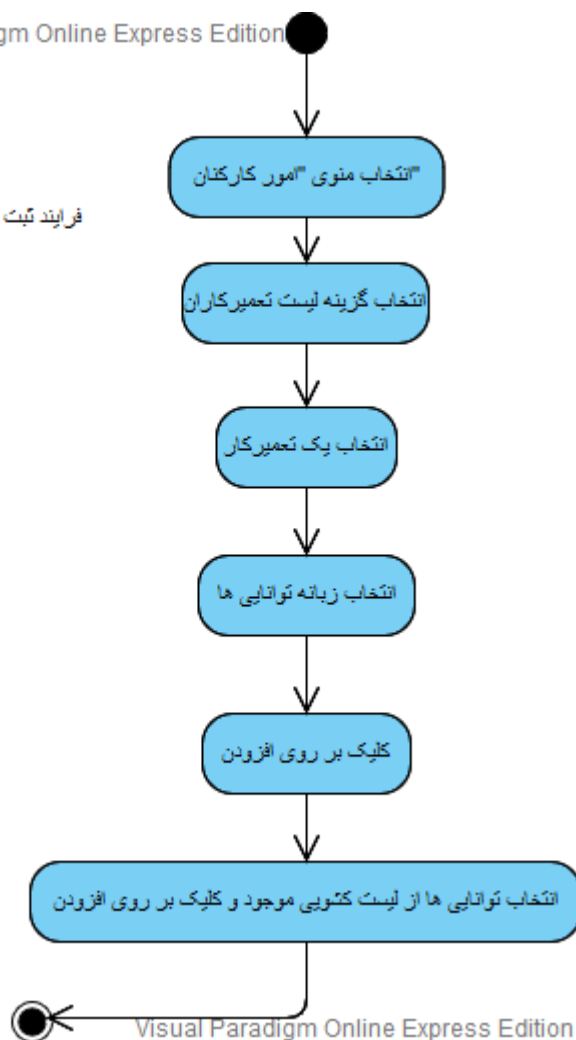 gm Online Express Edition
انتخاب منوی "امور کارکنان"
فرایند ثبت
انتخاب گزینه لیست تعمیرکاران
انتخاب یک تعمیرکار
انتخاب زبانه توانایی ها
کلیک بر روی افزودن
انتخاب توانایی ها از لیست کشویی موجود و کلیک بر روی افزودن
Visual Paradigm Online Express Edition